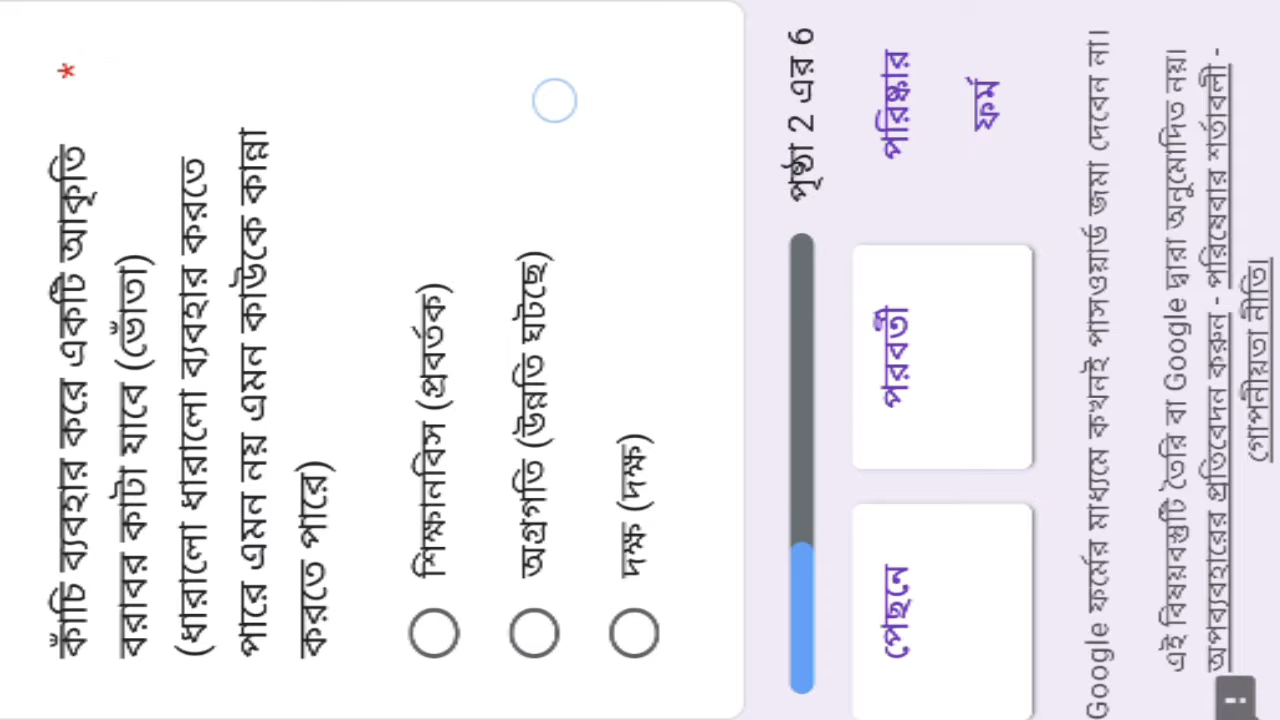 কাঁচি ব্যবহার করে একটি আকৃতি *
বরাবর কাটা যাবে (ভোঁতা)
(ধারালো ধারালো ব্যবহার করতে
পারে এমন নয় এমন কাউকে কান্না
করতে পারে)
শিক্ষানবিস (প্রবর্তক)
অগ্রগতি (উন্নতি ঘটছে)
দক্ষ (দক্ষ)
পৃষ্ঠা 2 এর 6
পেছনে
পরবর্তী
পরিষ্কার
ফর্ম
Google ফর্মের মাধ্যমে কখনই পাসওয়ার্ড জমা দেবেন না।
এই বিষয়বস্তুটি তৈরি বা Google দ্বারা অনুমোদিত নয়।
অপব্যবহারের প্রতিবেদন করুন - পরিষেবার শর্তাবলী -
গোপনীয়তা নীতি।